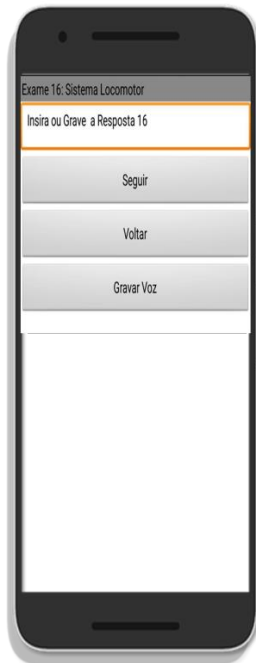 Exame 16: Sistema Locomotor
Insira ou Grave a Resposta 16
Seguir
Voltar
Gravar Voz